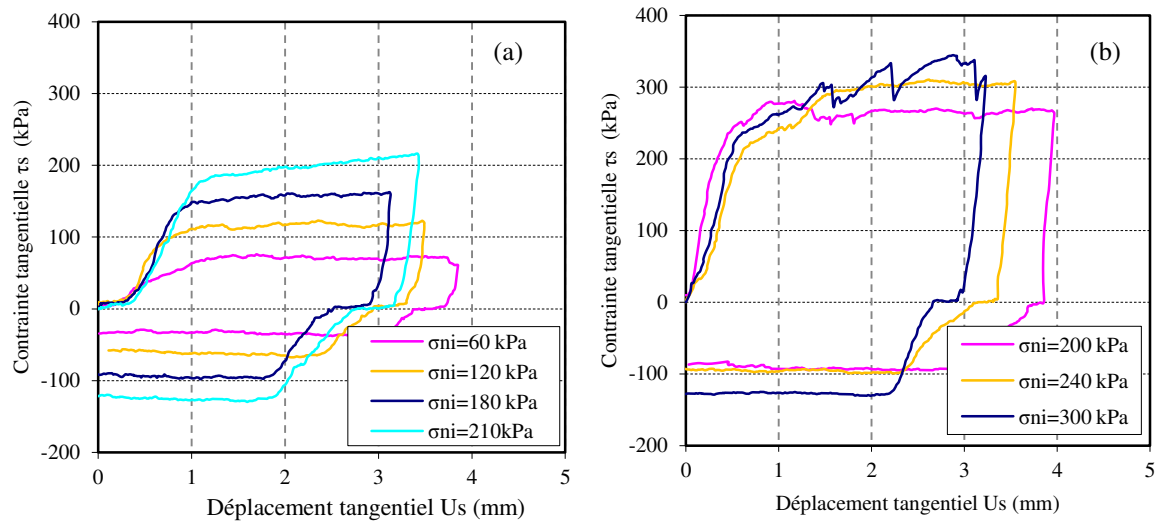 (a)
400
300
200
100
0
-100
-200
0 1 2 3 4 5
Contrainte tangentielle τs (kPa)
Déplacement tangentiel Us (mm)
σni=60 kPa
σni=120 kPa
σni=180 kPa
σni=210kPa
(b)
400
300
200
100
0
-100
-200
0 1 2 3 4 5
Contrainte tangentielle τs (kPa)
Déplacement tangentiel Us (mm)
σni=200 kPa
σni=240 kPa
σni=300 kPa